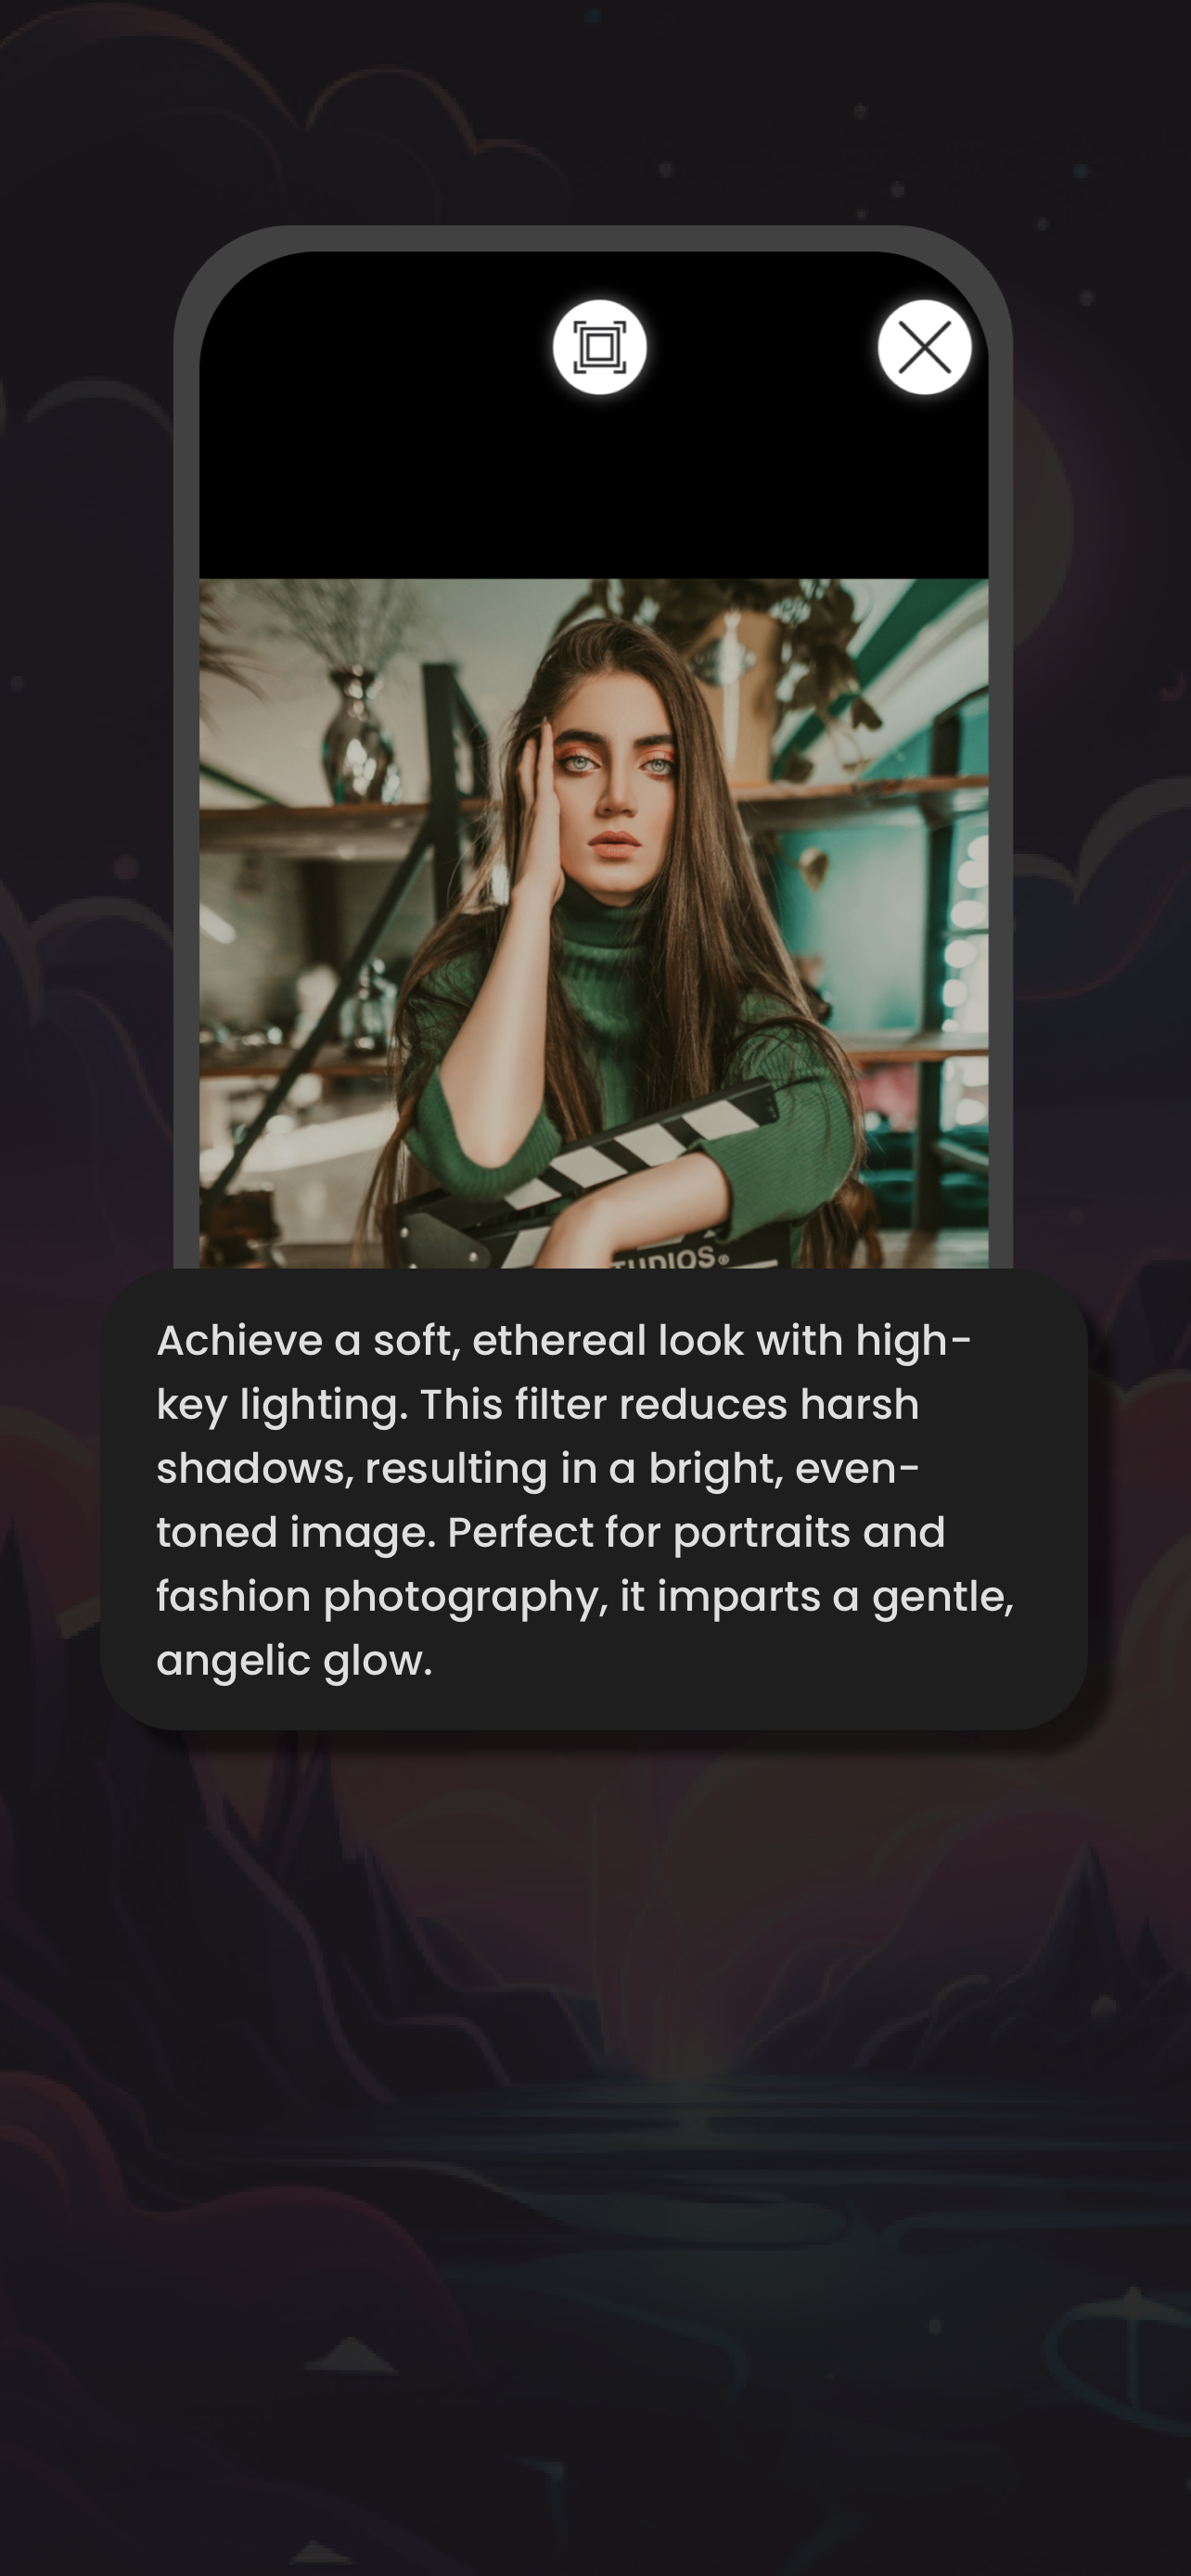 TUDIOS®
Achieve a soft, ethereal look with high-
key lighting. This filter reduces harsh
shadows, resulting in a bright, even-
toned image. Perfect for portraits and
fashion photography, it imparts a gentle,
angelic glow.